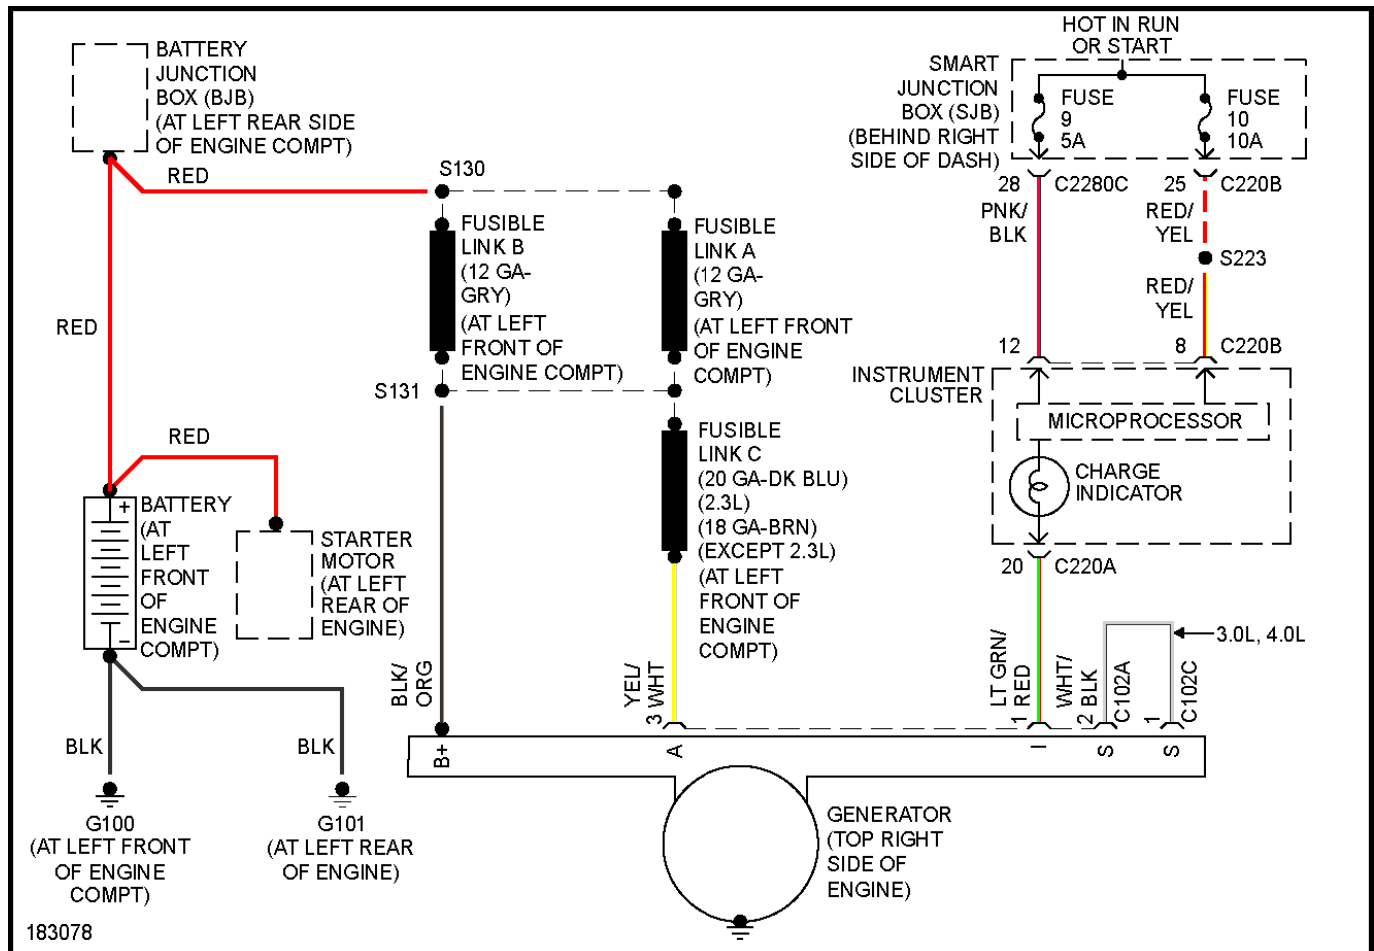 BATTERY
JUNCTION
BOX (BJB)
(AT LEFT REAR SIDE
OF ENGINE COMPT)
RED
RED
S130
FUSIBLE
LINK B
(12 GA-
GRY)
(AT LEFT
FRONT OF
ENGINE COMPT)
FUSIBLE
LINK A
(12 GA-
GRY)
(AT LEFT FRONT
OF ENGINE
COMPT)
S131
FUSIBLE
LINK C
(20 GA-DK BLU)
(2.3L)
(18 GA-BRN)
(EXCEPT 2.3L)
(AT LEFT
FRONT OF
ENGINE
COMPT)
RED
+
BATTERY
(AT
LEFT
FRONT
OF
ENGINE
COMPT)
–
STARTER
MOTOR
(AT LEFT
REAR OF
ENGINE)
BLK
BLK
G100
(AT LEFT FRONT
OF ENGINE
COMPT)
G101
(AT LEFT REAR
OF ENGINE)
183078
HOT IN RUN
OR START
SMART
JUNCTION
BOX (SJB)
(BEHIND RIGHT
SIDE OF DASH)
FUSE
9
5A
FUSE
10
10A
28 C2280C
25 C220B
PNK/
BLK
RED/
YEL
S223
RED/
YEL
12
8 C220B
INSTRUMENT
CLUSTER
MICROPROCESSOR
CHARGE
INDICATOR
20 C220A
3.0L, 4.0L
BLK/
ORG
YEL/
3 WHT
LT GRN/
1 RED
WHT/
2 BLK
C102A
1 C102C
B+
A
I
S
S
GENERATOR
(TOP RIGHT
SIDE OF
ENGINE)